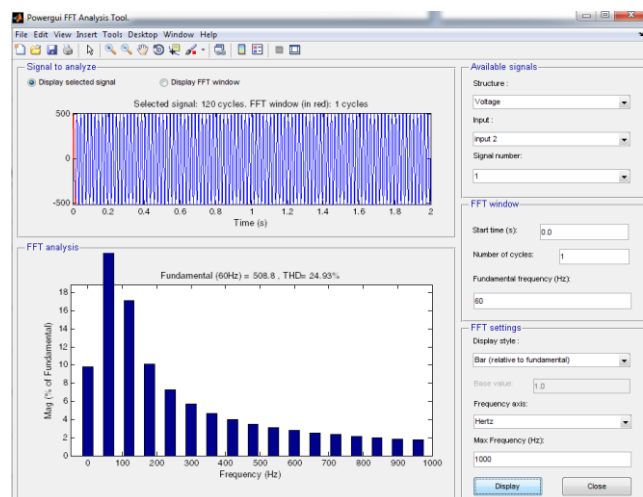 Powergui FFT Analysis Tool.
File Edit View Insert Tools Desktop Window Help
Signal to analyze
Display selected signal
Display FFT window
Selected signal: 120 cycles. FFT window (in red): 1 cycles
500
0
-500
0 0.2 0.4 0.6 0.8 1 1.2 1.4 1.6 1.8 2
Time (s)
FFT analysis
Fundamental (60Hz) = 508.8 , THD= 24.93%
Mag (% of Fundamental)
18
16
14
12
10
8
6
4
2
0
0 100 200 300 400 500 600 700 800 900 1000
Frequency (Hz)
Available signals
Structure :
Voltage
Input :
input 2
Signal number:
1
FFT window
Start time (s): 0.0
Number of cycles: 1
Fundamental frequency (Hz):
60
FFT settings
Display style :
Bar (relative to fundamental)
Base value: 1.0
Frequency axis:
Hertz
Max Frequency (Hz):
1000
Display
Close